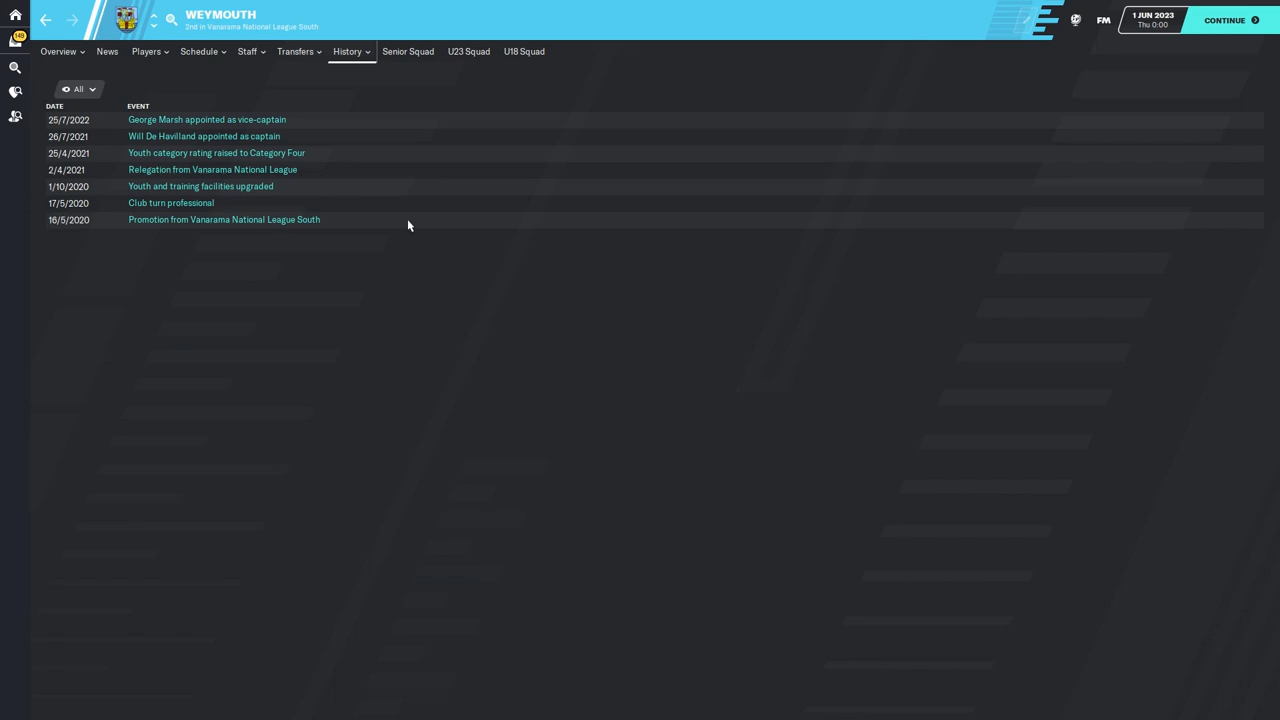 WEYMOUTH
2nd in Vanarama National League South
1 JUN 2023
Thu 0:00
CONTINUE
FM
149
Overview News Players Schedule Staff Transfers History Senior Squad U23 Squad U18 Squad
All
DATE EVENT
25/7/2022 George Marsh appointed as vice-captain
26/7/2021 Will De Havilland appointed as captain
25/4/2021 Youth category rating raised to Category Four
2/4/2021 Relegation from Vanarama National League
1/10/2020 Youth and training facilities upgraded
17/5/2020 Club turn professional
16/5/2020 Promotion from Vanarama National League South